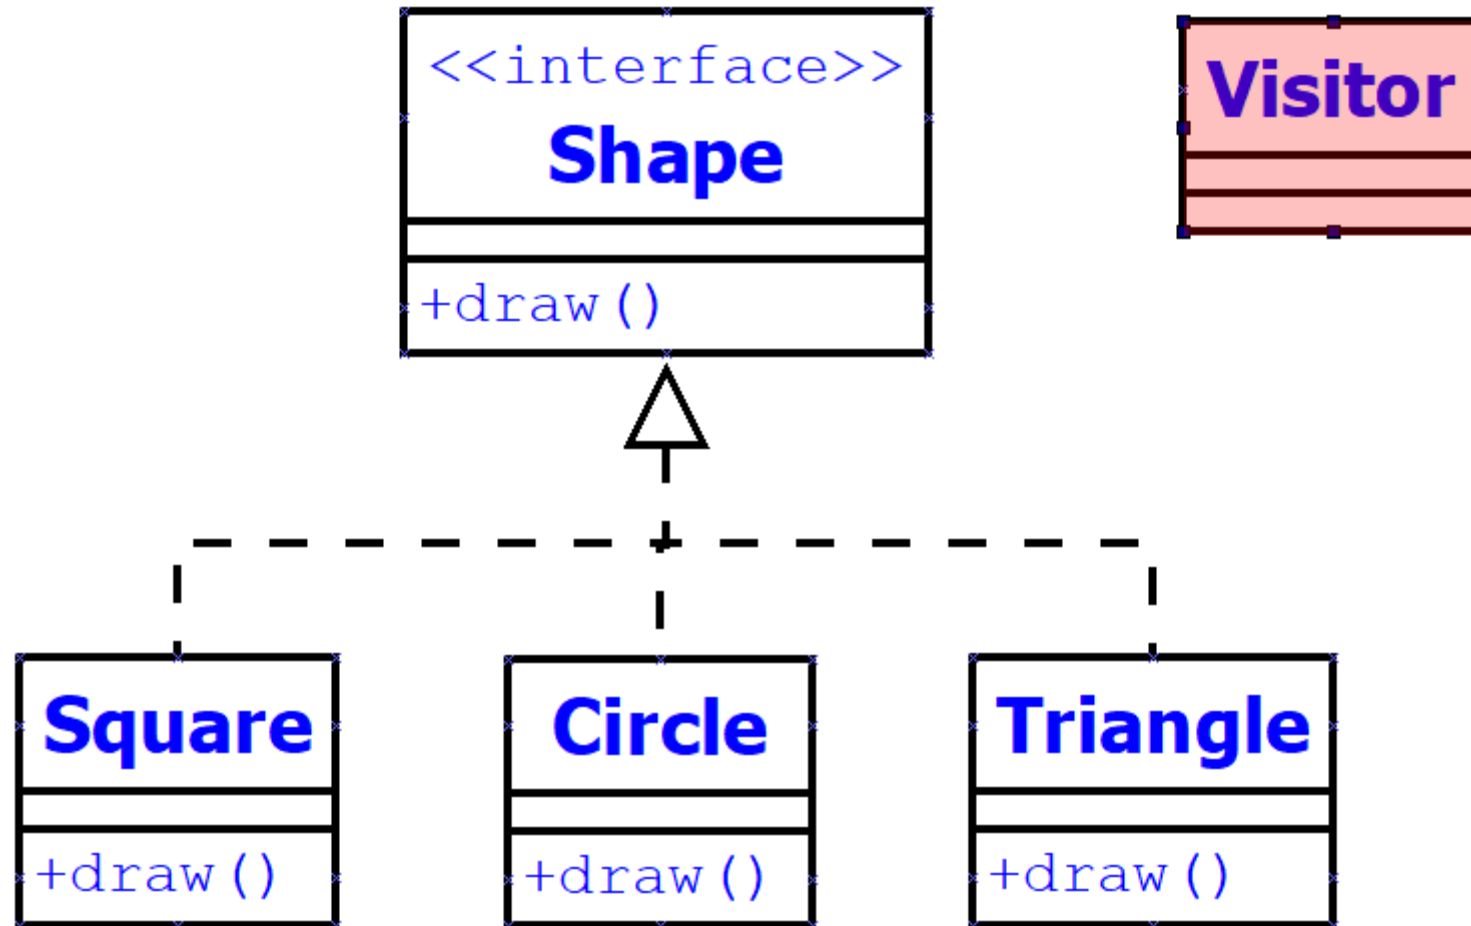 <<interface>>
Shape
+draw()
Visitor
Square
+draw()
Circle
+draw()
Triangle
+draw()